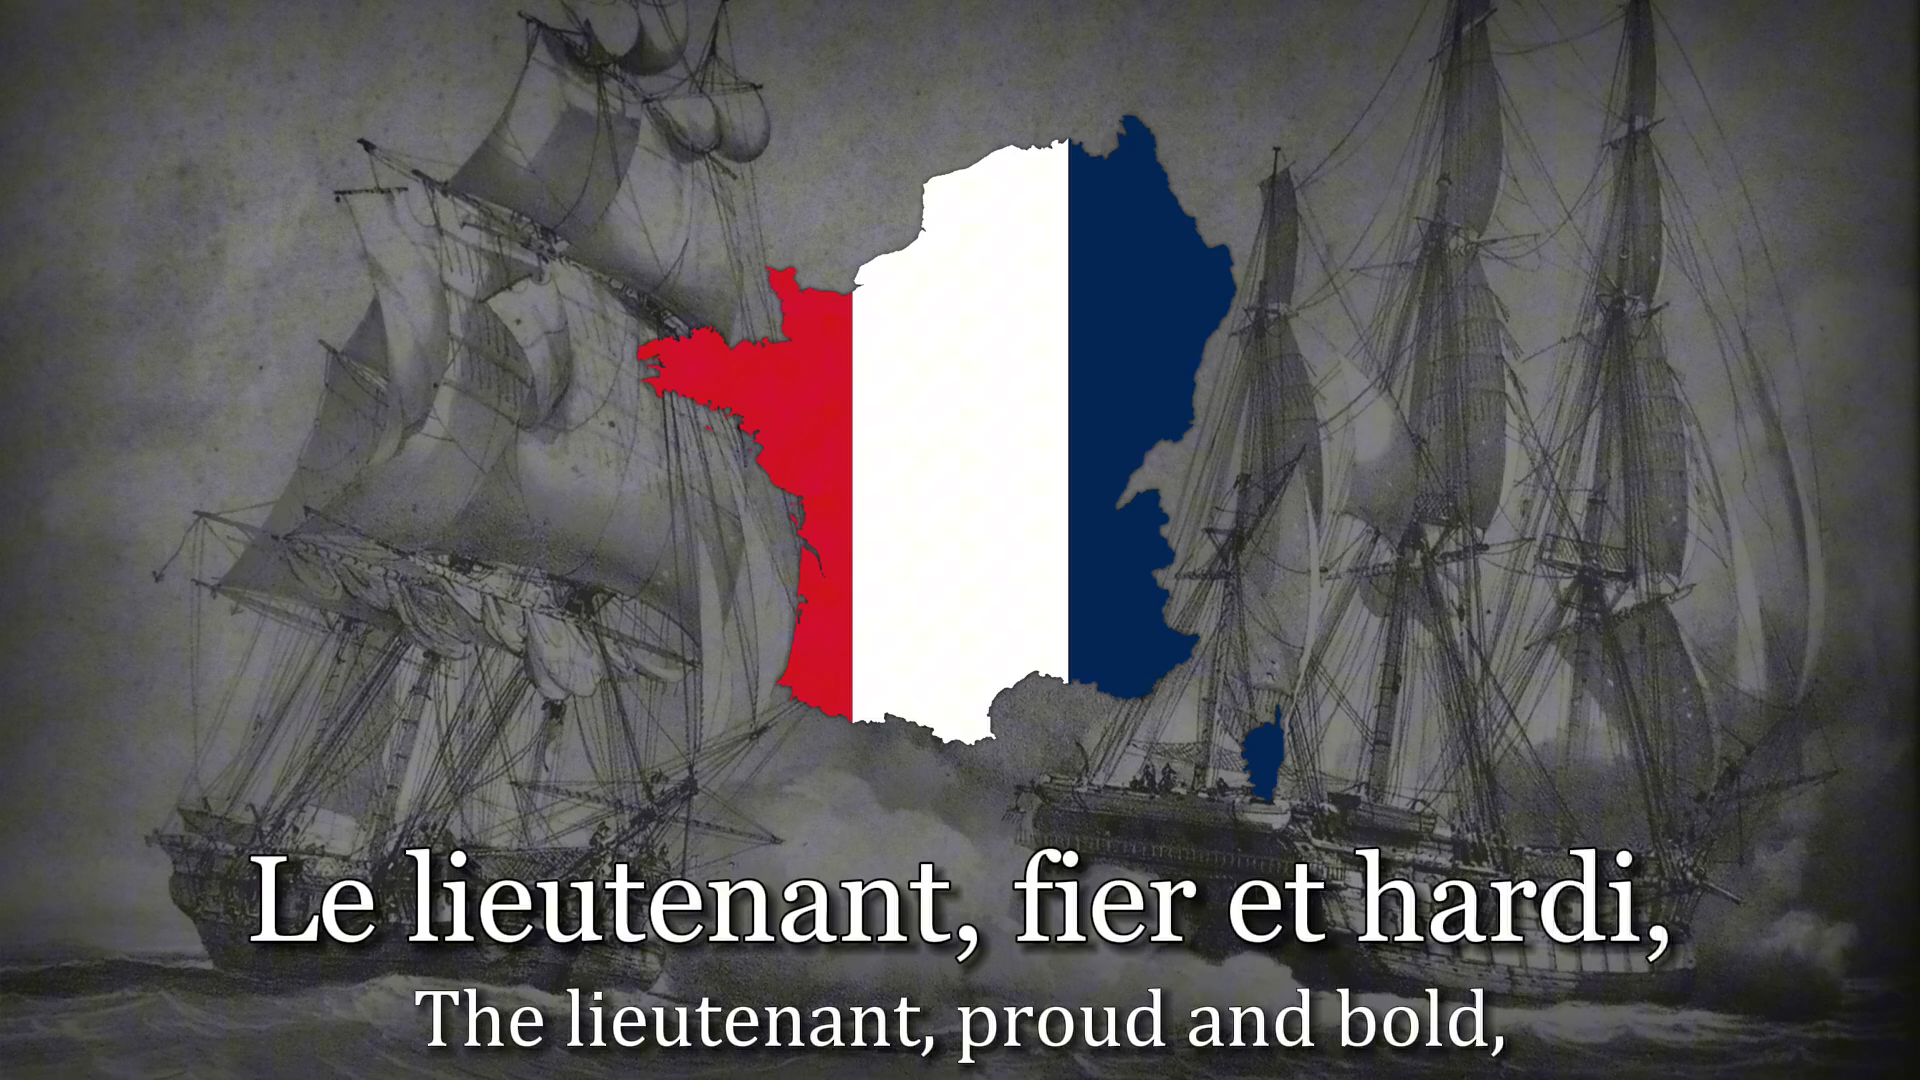 Le lieutenant, fier et hardi,
The lieutenant, proud and bold,